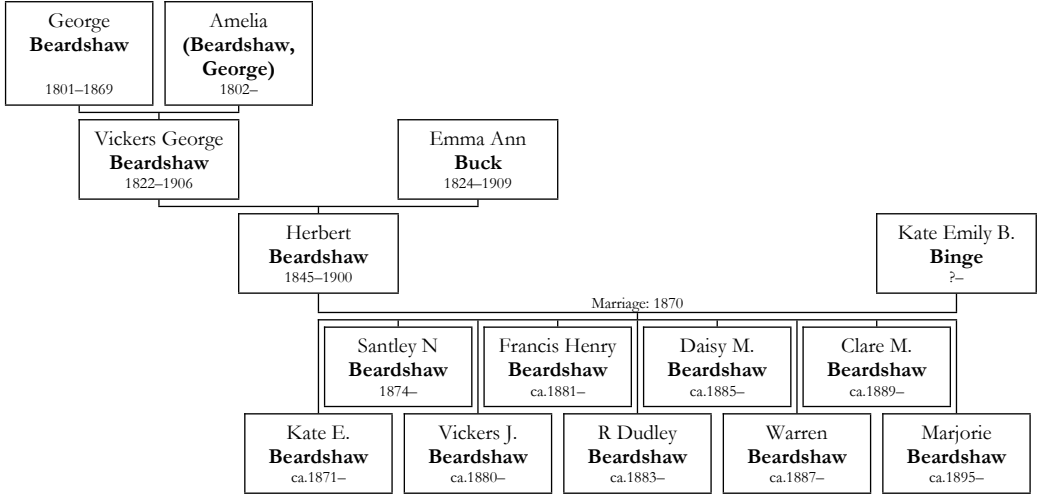 George
Beardshaw
1801–1869
Amelia
(Beardshaw,
George)
1802–
Vickers George
Beardshaw
1822–1906
Emma Ann
Buck
1824–1909
Herbert
Beardshaw
1845–1900
Kate Emily B.
Binge
?–
Marriage: 1870
Santley N
Beardshaw
1874–
Francis Henry
Beardshaw
ca.1881–
Daisy M.
Beardshaw
ca.1885–
Clare M.
Beardshaw
ca.1889–
Kate E.
Beardshaw
ca.1871–
Vickers J.
Beardshaw
ca.1880–
R Dudley
Beardshaw
ca.1883–
Warren
Beardshaw
ca.1887–
Marjorie
Beardshaw
ca.1895–